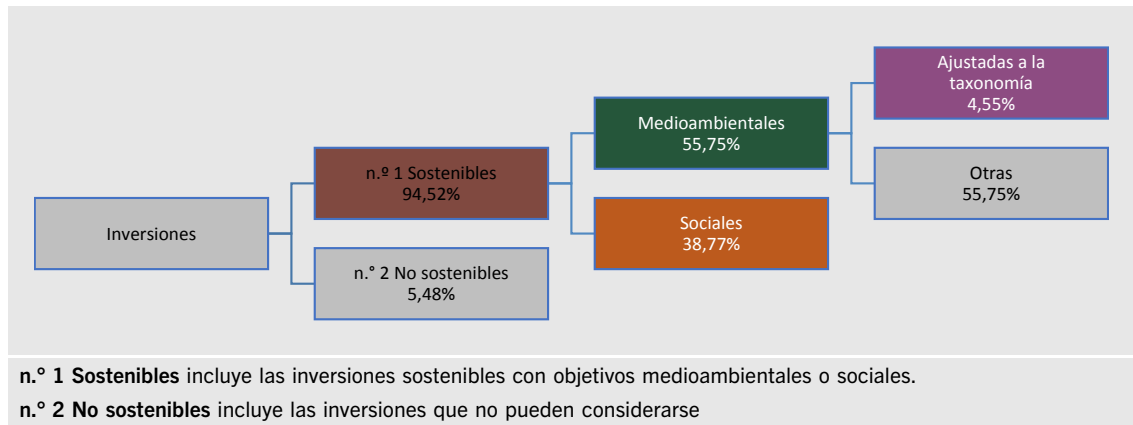 Inversiones
n.º 1 Sostenibles
94,52%
n.° 2 No sostenibles
5,48%
Medioambientales
55,75%
Sociales
38,77%
Ajustadas a la
taxonomía
4,55%
Otras
55,75%
n.° 1 Sostenibles incluye las inversiones sostenibles con objetivos medioambientales o sociales.
n.° 2 No sostenibles incluye las inversiones que no pueden considerarse